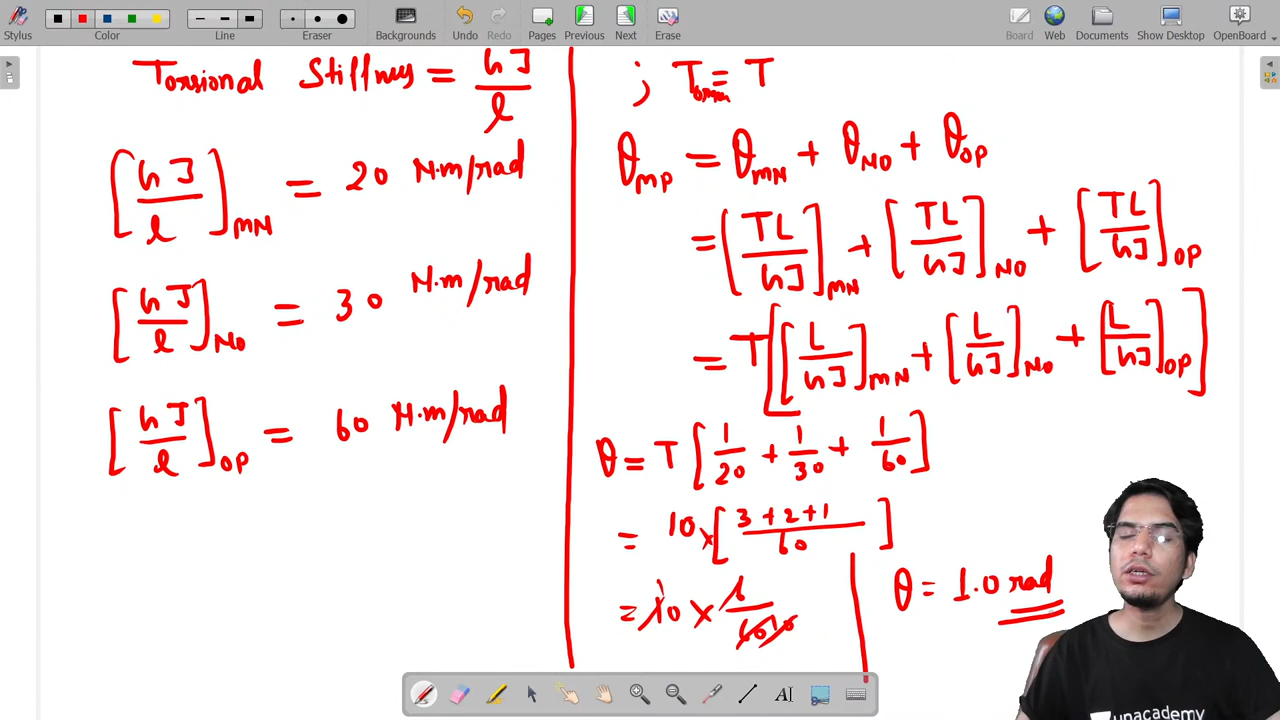 Stylus
Color
Line
Eraser
Backgrounds
Undo
Redo
Pages
Previous
Next
Erase
Board
Web
Documents
Show Desktop
OpenBoard
Torsional Stiffness = GJ/l
[GJ/l]MN = 20 N.m/rad
[GJ/l]NO = 30 N.m/rad
[GJ/l]OP = 60 N.m/rad
; T = T
θMP = θMN + θNO + θOP
= [TL/GJ]MN + [TL/GJ]NO + [TL/GJ]OP
= T[[L/GJ]MN + [L/GJ]NO + [L/GJ]OP]
θ = T [1/20 + 1/30 + 1/60]
= 10 × [3+2+1/60]
= 10 × 6/60
θ = 1.0 rad
AI
unacademy